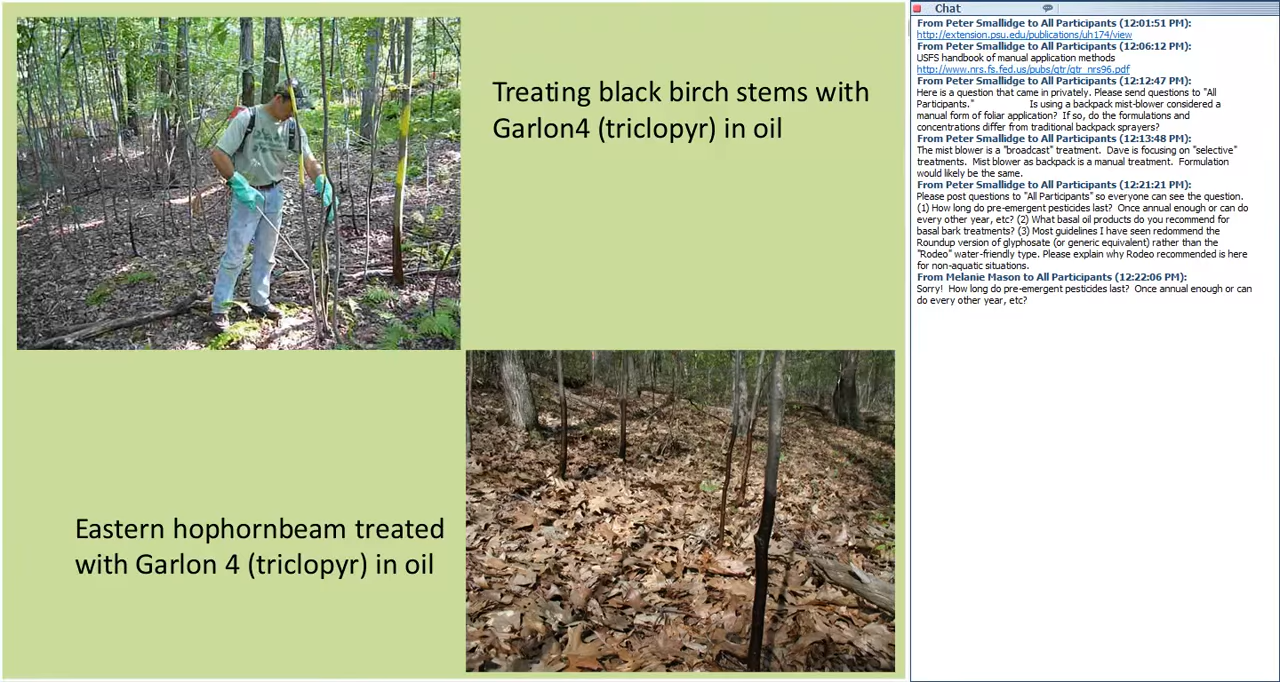 Treating black birch stems with
Garlon4 (triclopyr) in oil
Eastern hophornbeam treated
with Garlon 4 (triclopyr) in oil
Chat
From Peter Smallidge to All Participants (12:01:51 PM):
http://extension.psu.edu/publications/uh174/view
From Peter Smallidge to All Participants (12:06:12 PM):
USFS handbook of manual application methods
http://www.nrs.fs.fed.us/pubs/gtr/gtr_nrs96.pdf
From Peter Smallidge to All Participants (12:12:47 PM):
Here is a question that came in privately. Please send questions to "All
Participants." Is using a backpack mist-blower considered a
manual form of foliar application? If so, do the formulations and
concentrations differ from traditional backpack sprayers?
From Peter Smallidge to All Participants (12:13:48 PM):
The mist blower is a "broadcast" treatment. Dave is focusing on "selective"
treatments. Mist blower as backpack is a manual treatment. Formulation
would likely be the same.
From Peter Smallidge to All Participants (12:21:21 PM):
Please post questions to "All Participants" so everyone can see the question.
(1) How long do pre-emergent pesticides last? Once annual enough or can do
every other year, etc? (2) What basal oil products do you recommend for
basal bark treatments? (3) Most guidelines I have seen redommend the
Roundup version of glyphosate (or generic equivalent) rather than the
"Rodeo" water-friendly type. Please explain why Rodeo recommended is here
for non-aquatic situations.
From Melanie Mason to All Participants (12:22:06 PM):
Sorry! How long do pre-emergent pesticides last? Once annual enough or can
do every other year, etc?